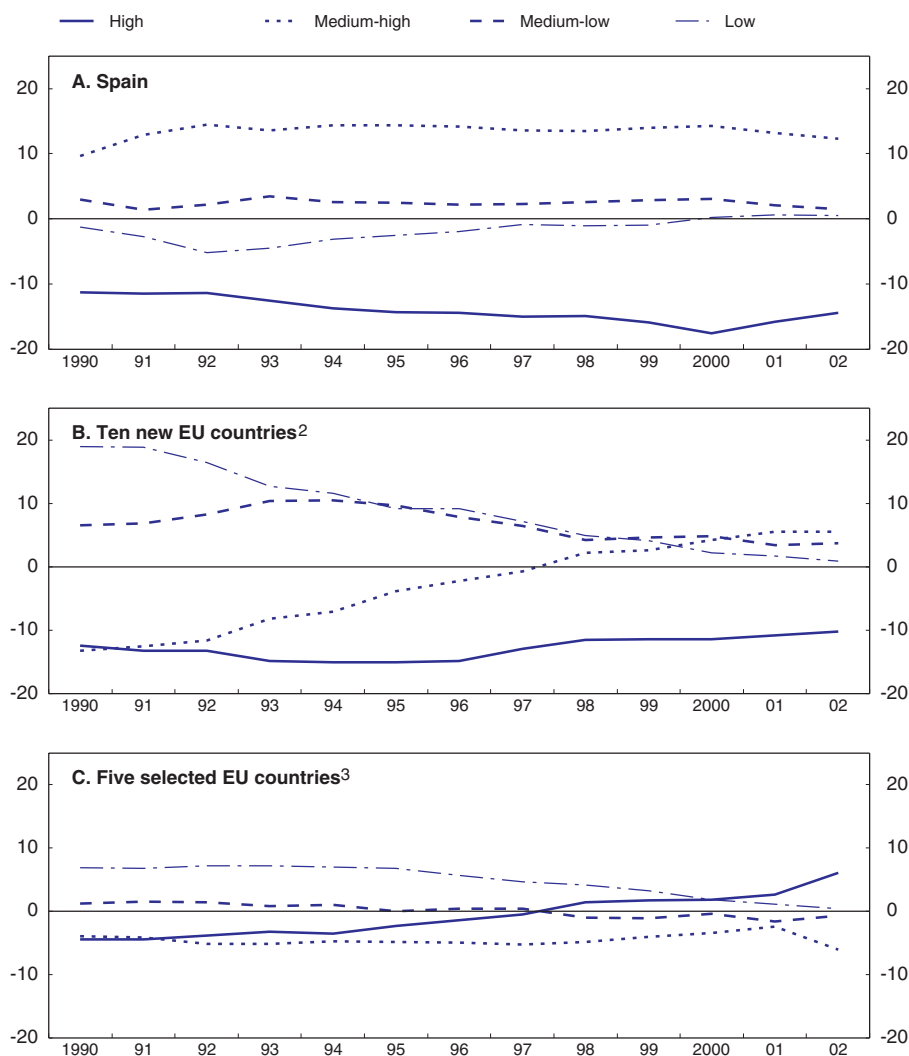 High Medium-high Medium-low Low
A. Spain
20 20
10 10
0 0
-10 -10
-20 -20
1990 91 92 93 94 95 96 97 98 99 2000 01 02
B. Ten new EU countries2
20 20
10 10
0 0
-10 -10
-20 -20
1990 91 92 93 94 95 96 97 98 99 2000 01 02
C. Five selected EU countries3
20 20
10 10
0 0
-10 -10
-20 -20
1990 91 92 93 94 95 96 97 98 99 2000 01 02